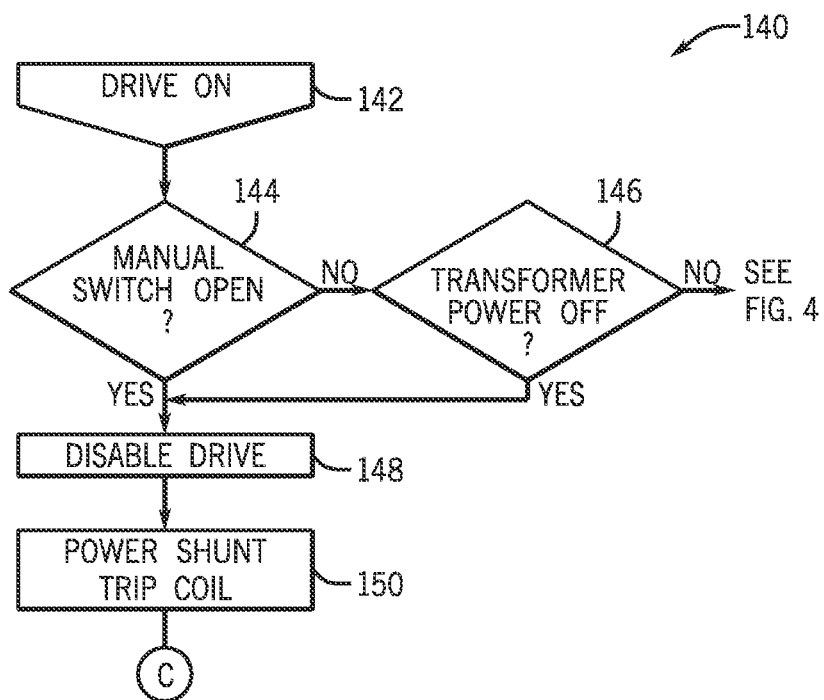 140
DRIVE ON
142
144
146
MANUAL
SWITCH OPEN
?
NO
TRANSFORMER
POWER OFF
?
NO
SEE
FIG. 4
YES
YES
DISABLE DRIVE
148
POWER SHUNT
TRIP COIL
150
C